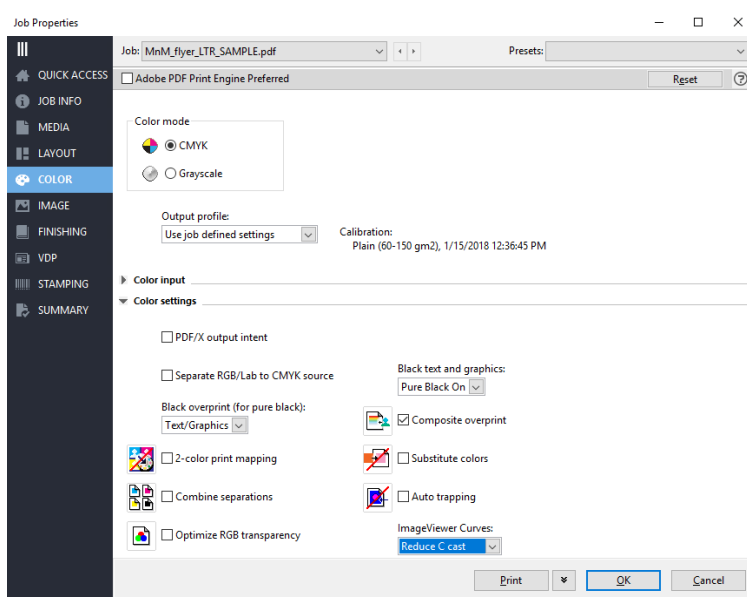 Job Properties
Job: MnM_flyer_LTR_SAMPLE.pdf Presets:
QUICK ACCESS
Adobe PDF Print Engine Preferred Reset ?
JOB INFO
MEDIA
LAYOUT
COLOR
IMAGE
FINISHING
VDP
STAMPING
SUMMARY
Color mode
CMYK
Grayscale
Output profile:
Use job defined settings
Calibration:
Plain (60-150 gm2), 1/15/2018 12:36:45 PM
Color input
Color settings
PDF/X output intent
Separate RGB/Lab to CMYK source
Black text and graphics:
Pure Black On
Black overprint (for pure black):
Text/Graphics
Composite overprint
2-color print mapping
Substitute colors
Combine separations
Auto trapping
Optimize RGB transparency
ImageViewer Curves:
Reduce C cast
Print OK Cancel